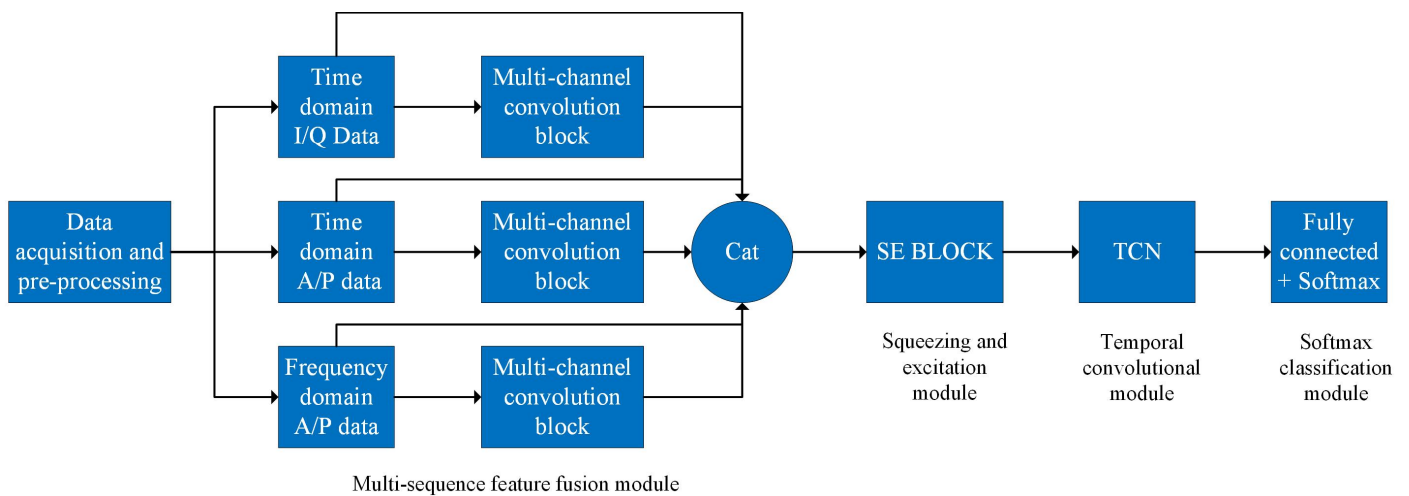 Time
domain
I/Q Data
Multi-channel
convolution
block
Data
acquisition and
pre-processing
Time
domain
A/P data
Multi-channel
convolution
block
Cat
SE BLOCK
TCN
Fully
connected
+ Softmax
Frequency
domain
A/P data
Multi-channel
convolution
block
Squeezing and
excitation
module
Temporal
convolutional
module
Softmax
classification
module
Multi-sequence feature fusion module